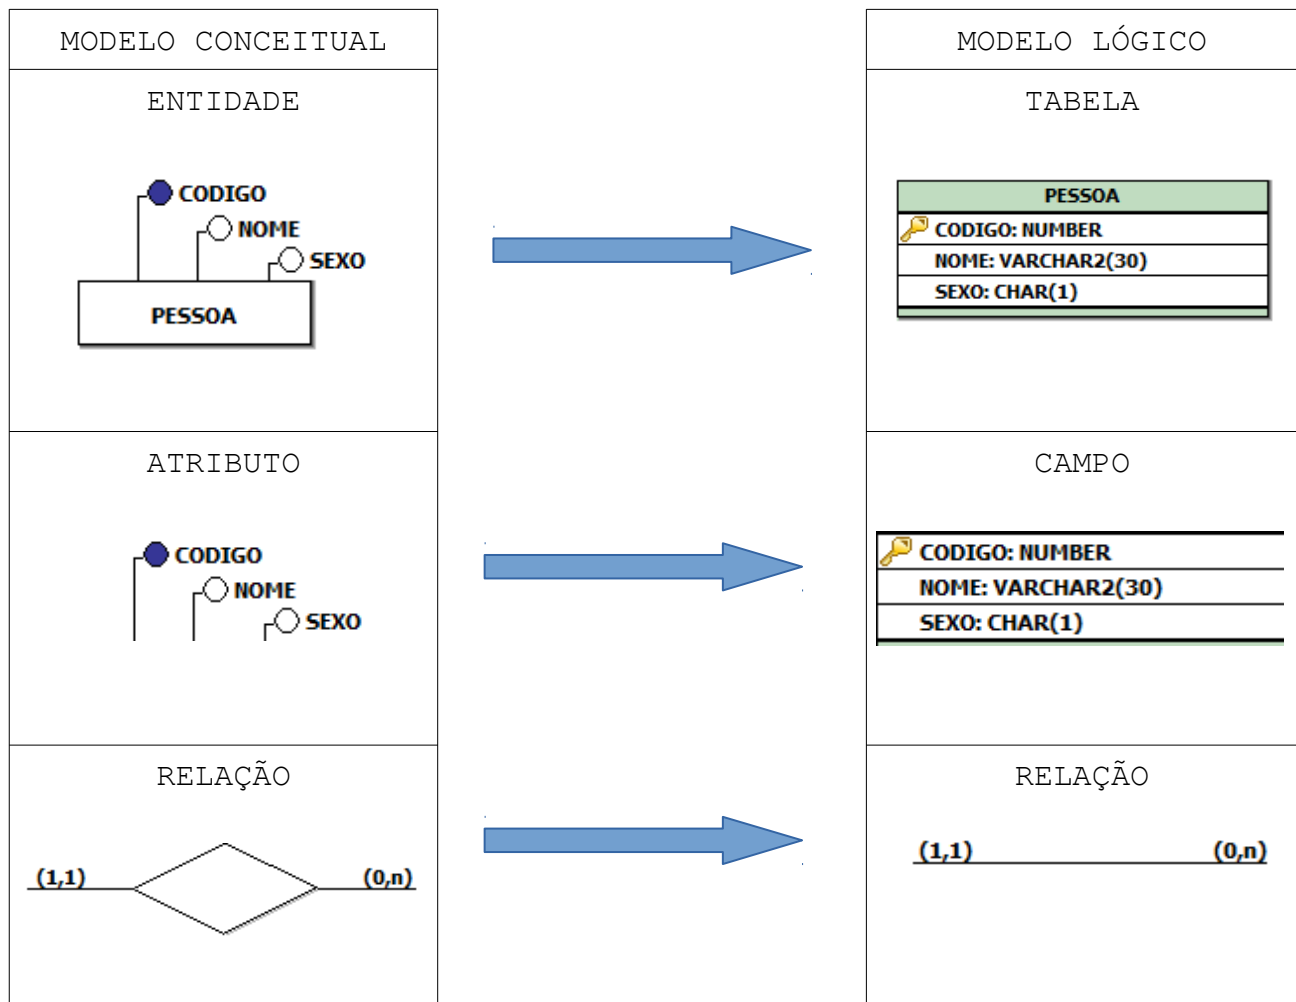 MODELO CONCEITUAL
MODELO LÓGICO
ENTIDADE
TABELA
CODIGO
NOME
SEXO
PESSOA
PESSOA
CODIGO: NUMBER
NOME: VARCHAR2(30)
SEXO: CHAR(1)
ATRIBUTO
CAMPO
CODIGO
NOME
SEXO
CODIGO: NUMBER
NOME: VARCHAR2(30)
SEXO: CHAR(1)
RELAÇÃO
RELAÇÃO
(1,1) (0,n)
(1,1) (0,n)